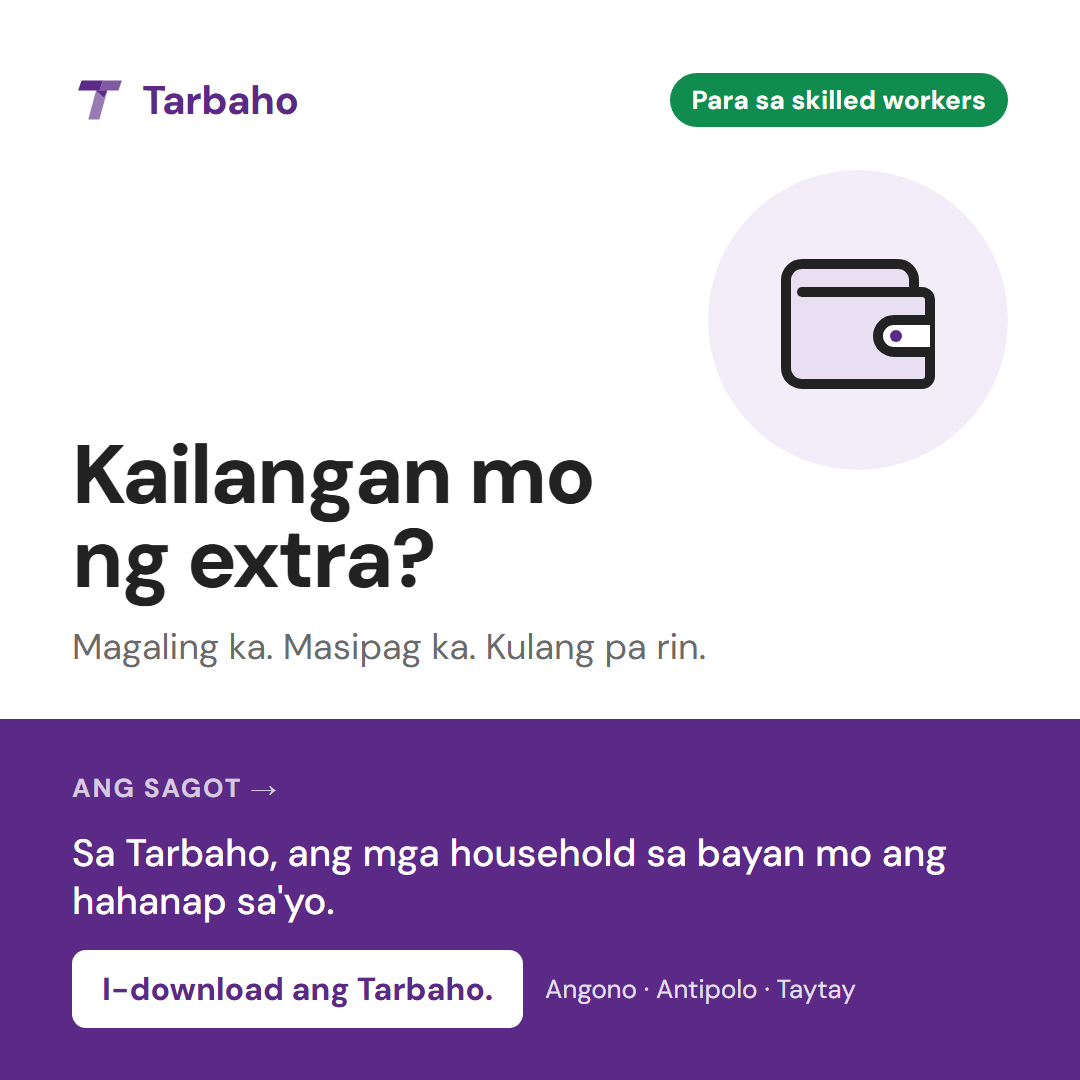 Tarbaho
Para sa skilled workers
Kailangan mo
ng extra?
Magaling ka. Masipag ka. Kulang pa rin.
ANG SAGOT →
Sa Tarbaho, ang mga household sa bayan mo ang
hahanap sa'yo.
I-download ang Tarbaho.
Angono · Antipolo · Taytay